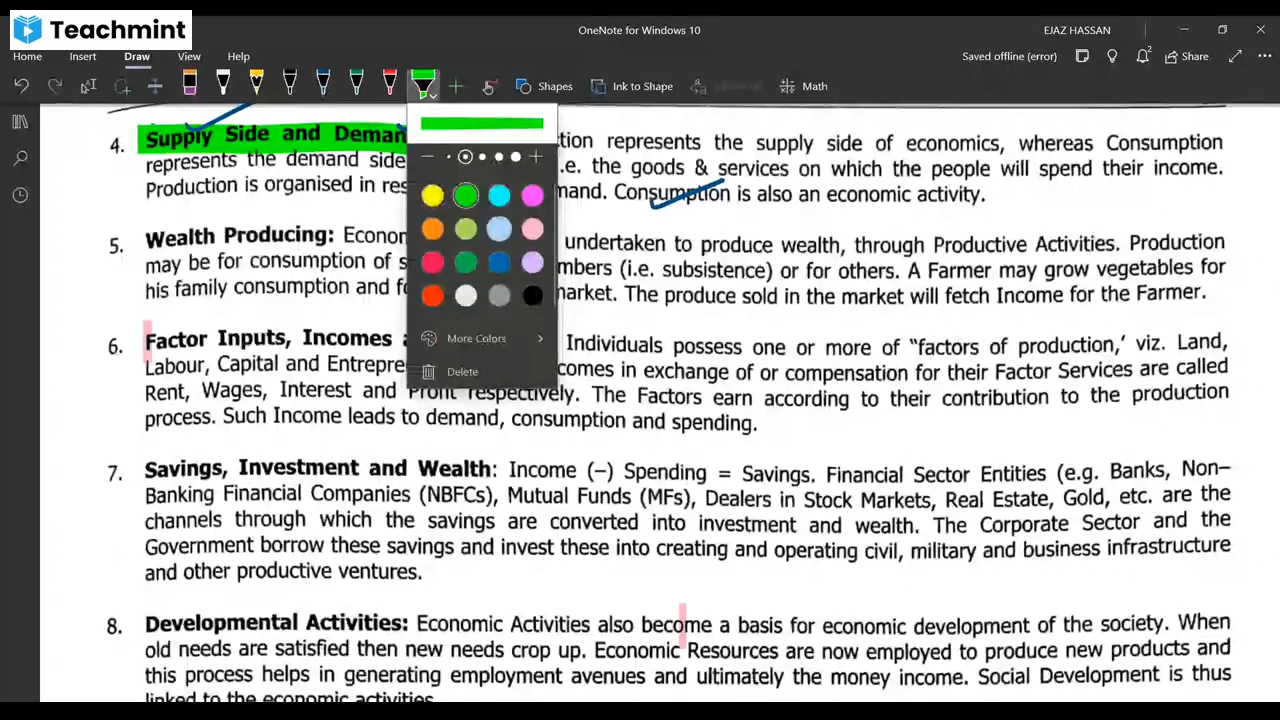 Teachmint
OneNote for Windows 10
EJAZ HASSAN
Home Insert Draw View Help
Saved offline (error)
Share
Shapes
Ink to Shape
Math
4. Supply Side and Deman tion represents the supply side of economics, whereas Consumption
represents the demand side .e. the goods & services on which the people will spend their income.
Production is organised in res mand. Consumption is also an economic activity.
5. Wealth Producing: Econom undertaken to produce wealth, through Productive Activities. Production
may be for consumption of s mbers (i.e. subsistence) or for others. A Farmer may grow vegetables for
his family consumption and fo market. The produce sold in the market will fetch Income for the Farmer.
6. Factor Inputs, Incomes a Individuals possess one or more of “factors of production,’ viz. Land,
Labour, Capital and Entrepre comes in exchange of or compensation for their Factor Services are called
Rent, Wages, Interest and Profit respectively. The Factors earn according to their contribution to the production
process. Such Income leads to demand, consumption and spending.
More Colors
Delete
7. Savings, Investment and Wealth: Income (–) Spending = Savings. Financial Sector Entities (e.g. Banks, Non–
Banking Financial Companies (NBFCs), Mutual Funds (MFs), Dealers in Stock Markets, Real Estate, Gold, etc. are the
channels through which the savings are converted into investment and wealth. The Corporate Sector and the
Government borrow these savings and invest these into creating and operating civil, military and business infrastructure
and other productive ventures.
8. Developmental Activities: Economic Activities also become a basis for economic development of the society. When
old needs are satisfied then new needs crop up. Economic Resources are now employed to produce new products and
this process helps in generating employment avenues and ultimately the money income. Social Development is thus
linked to the economic activities.